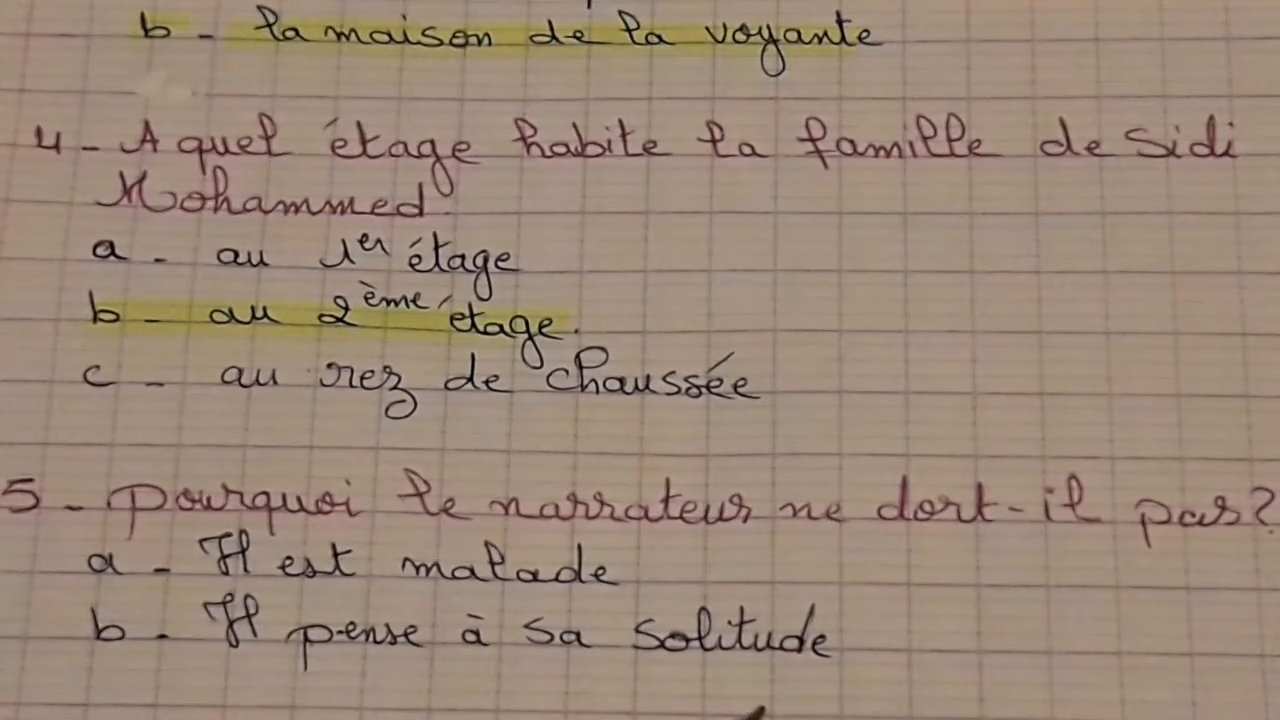 b - la maison de la voyante
4 - A quel étage habite la famille de Sidi
Mohammed
a - au 1er étage
b - au 2ème étage.
c - au rez de chaussée
5 - pourquoi le narrateur ne dort-il pas?
a - Il est malade
b - Il pense à sa solitude